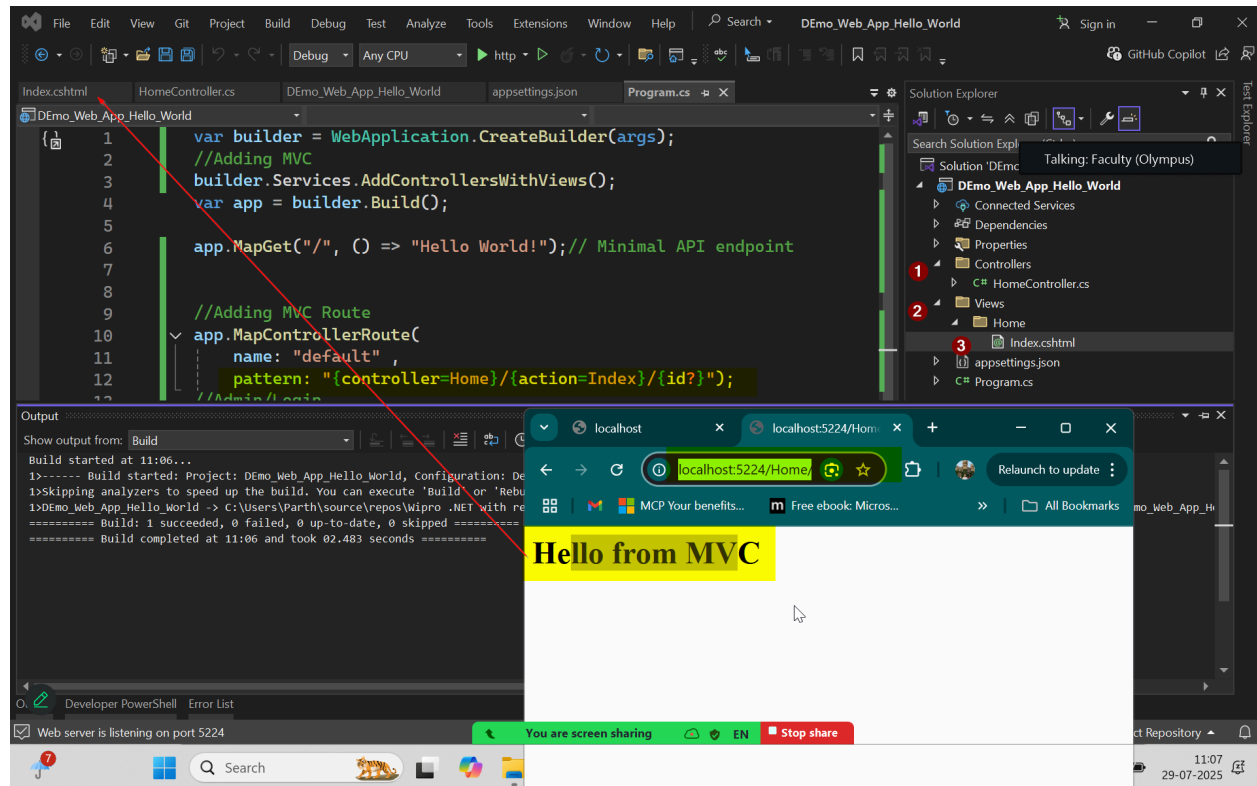 File Edit View Git Project Build Debug Test Analyze Tools Extensions Window Help Search DEmo_Web_App_Hello_World Sign in
Debug Any CPU http GitHub Copilot
Index.cshtml HomeController.cs DEmo_Web_App_Hello_World appsettings.json Program.cs
DEmo_Web_App_Hello_World
1 var builder = WebApplication.CreateBuilder(args);
2 //Adding MVC
3 builder.Services.AddControllersWithViews();
4 var app = builder.Build();
5
6 app.MapGet("/", () => "Hello World!");// Minimal API endpoint
7
8
9 //Adding MVC Route
10 app.MapControllerRoute(
11 name: "default" ,
12 pattern: "{controller=Home}/{action=Index}/{id?}");
13 //Admin/Login
Solution Explorer
Test Explorer
Search Solution Expl
Talking: Faculty (Olympus)
Solution 'DEmo
DEmo_Web_App_Hello_World
Connected Services
Dependencies
Properties
1 Controllers
C# HomeController.cs
2 Views
Home
3 Index.cshtml
appsettings.json
C# Program.cs
Output
Show output from: Build
Build started at 11:06...
1>------ Build started: Project: DEmo_Web_App_Hello_World, Configuration: De
1>Skipping analyzers to speed up the build. You can execute 'Build' or 'Rebu
1>DEmo_Web_App_Hello_World -> C:\Users\Parth\source\repos\Wipro .NET with re
mo_Web_App_He
========== Build: 1 succeeded, 0 failed, 0 up-to-date, 0 skipped ==========
========== Build completed at 11:06 and took 02.483 seconds ==========
localhost localhost:5224/Hom
localhost:5224/Home/ Relaunch to update
MCP Your benefits... Free ebook: Micros... All Bookmarks
Hello from MVC
Developer PowerShell Error List
Web server is listening on port 5224
You are screen sharing EN Stop share
ct Repository
7
Search
11:07
29-07-2025